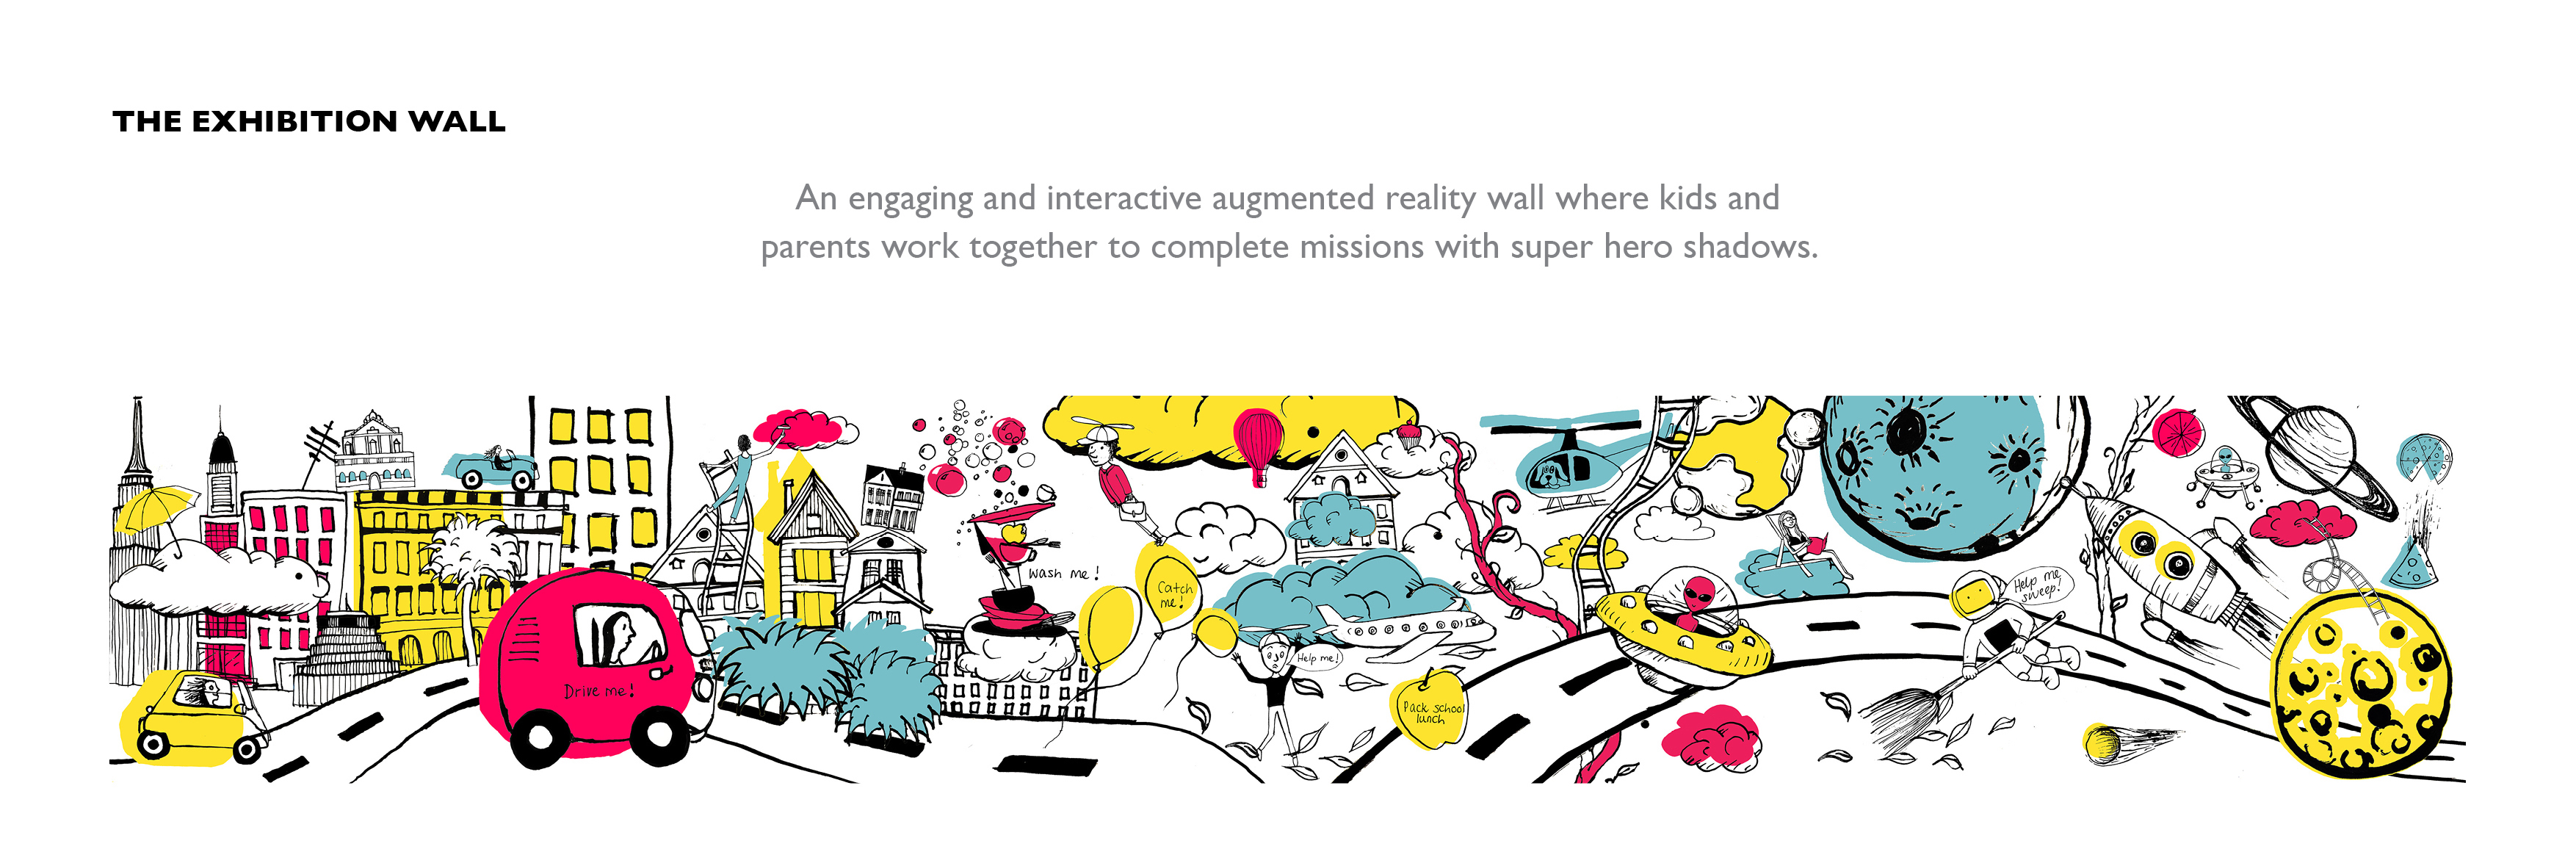 THE EXHIBITION WALL
An engaging and interactive augmented reality wall where kids and
parents work together to complete missions with super hero shadows.
Drive me!
Wash me!
Catch
me!
Help me!
Pack school
lunch
Help me
sweep!